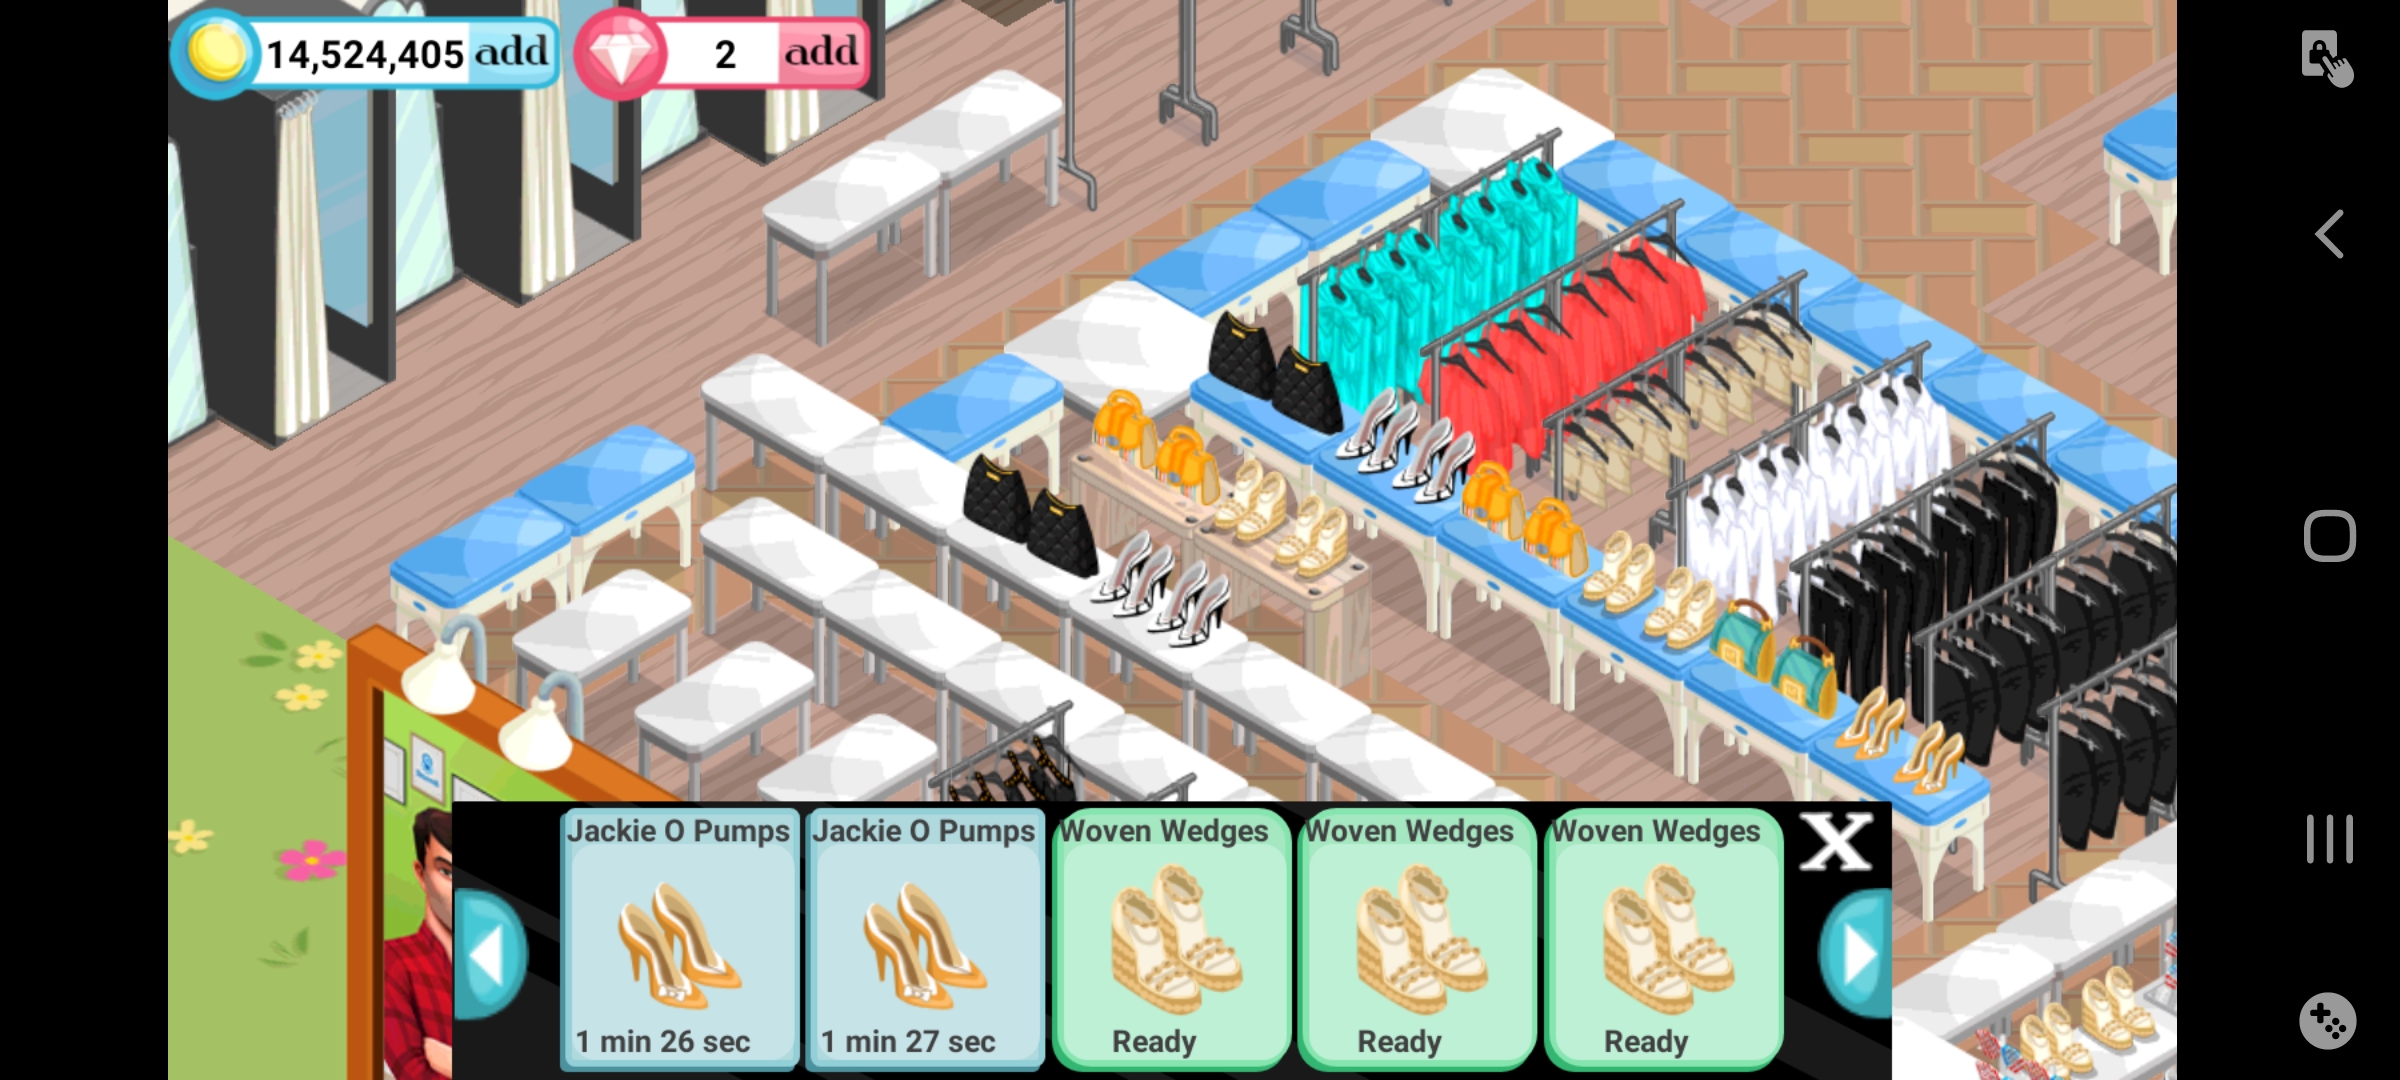 14,524,405 add
2 add
Jackie O Pumps
1 min 26 sec
Jackie O Pumps
1 min 27 sec
Woven Wedges
Ready
Woven Wedges
Ready
Woven Wedges
Ready
X